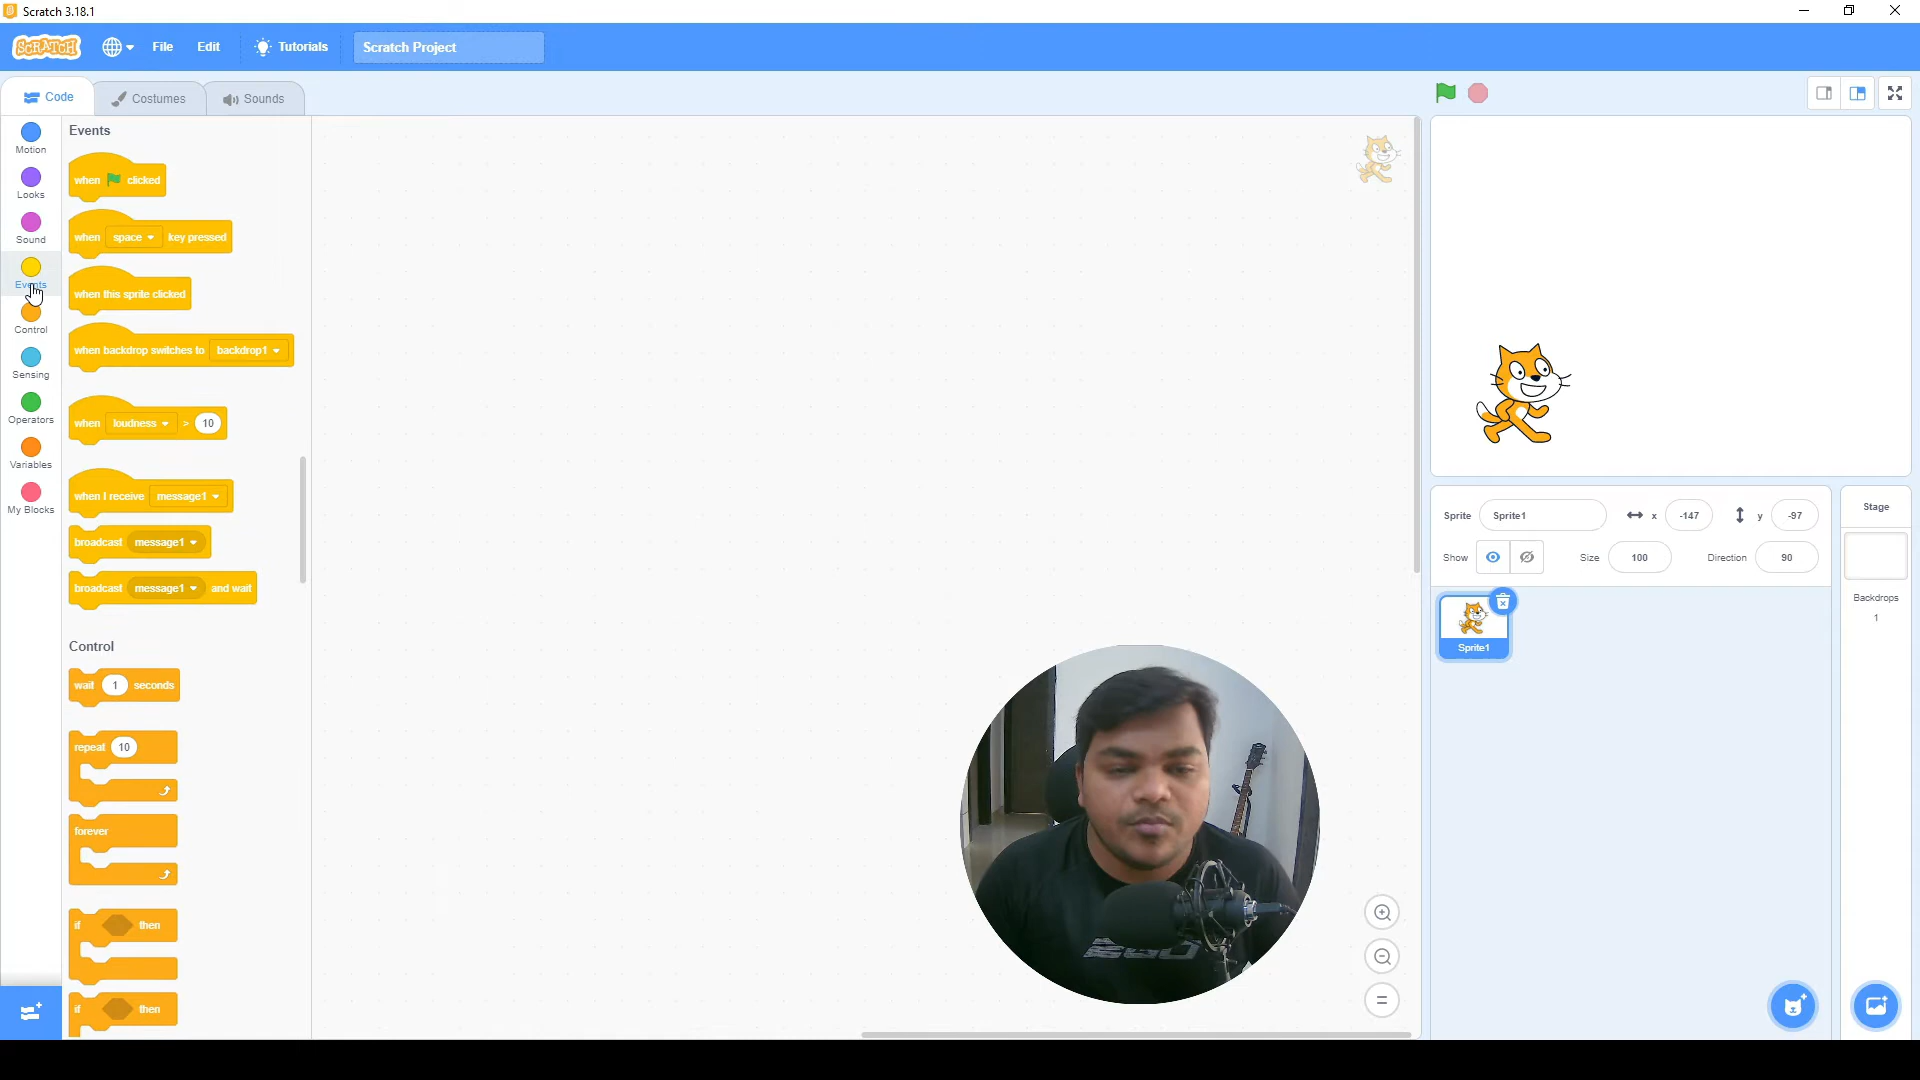 Scratch 3.18.1
SCRATCH
File
Edit
Tutorials
Scratch Project
Code
Costumes
Sounds
Motion
Looks
Sound
Events
Control
Sensing
Operators
Variables
My Blocks
Events
when clicked
when space key pressed
when this sprite clicked
when backdrop switches to backdrop1
when loudness > 10
when I receive message1
broadcast message1
broadcast message1 and wait
Control
wait 1 seconds
repeat 10
forever
if then
if then
Sprite Sprite1 x -147 y -97
Show Size 100 Direction 90
Sprite1
Stage
Backdrops
1